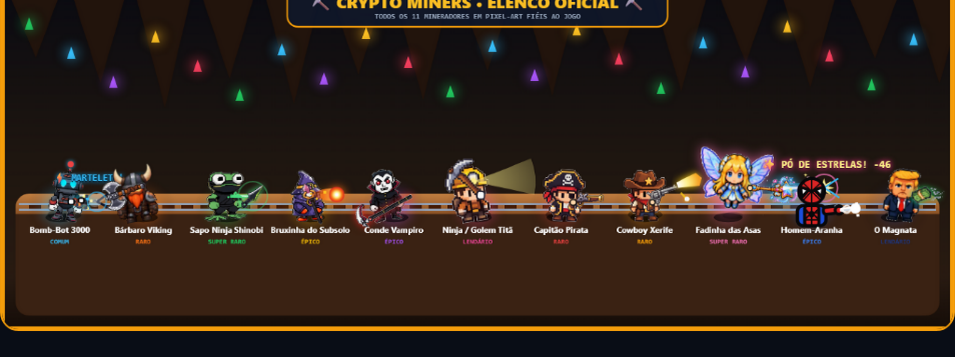 CRYPTO MINERS • ELENCO OFICIAL
TODOS OS 11 MINERADORES EM PIXEL-ART FIÉIS AO JOGO
PÓ DE ESTRELAS! -46
MARTELET
Bomb-Bot 3000
COMUM
Bárbaro Viking
RARO
Sapo Ninja Shinobi
SUPER RARO
Bruxinha do Subsolo
ÉPICO
Conde Vampiro
ÉPICO
Ninja / Golem Titã
LENDÁRIO
Capitão Pirata
RARO
Cowboy Xerife
RARO
Fadinha das Asas
SUPER RARO
Homem-Aranha
ÉPICO
O Magnata
LENDÁRIO